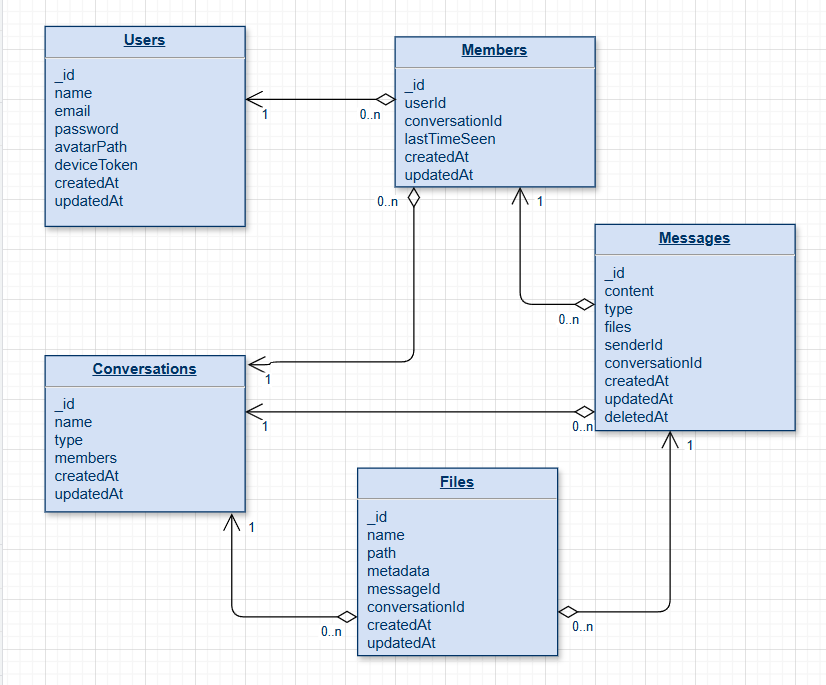 Users
_id
name
email
password
avatarPath
deviceToken
createdAt
updatedAt
1
0..n
Members
_id
userId
conversationId
lastTimeSeen
createdAt
updatedAt
0..n
1
Messages
_id
content
type
files
senderId
conversationId
createdAt
updatedAt
deletedAt
0..n
Conversations
_id
name
type
members
createdAt
updatedAt
1
1
0..n
1
1
Files
_id
name
path
metadata
messageId
conversationId
createdAt
updatedAt
0..n
0..n